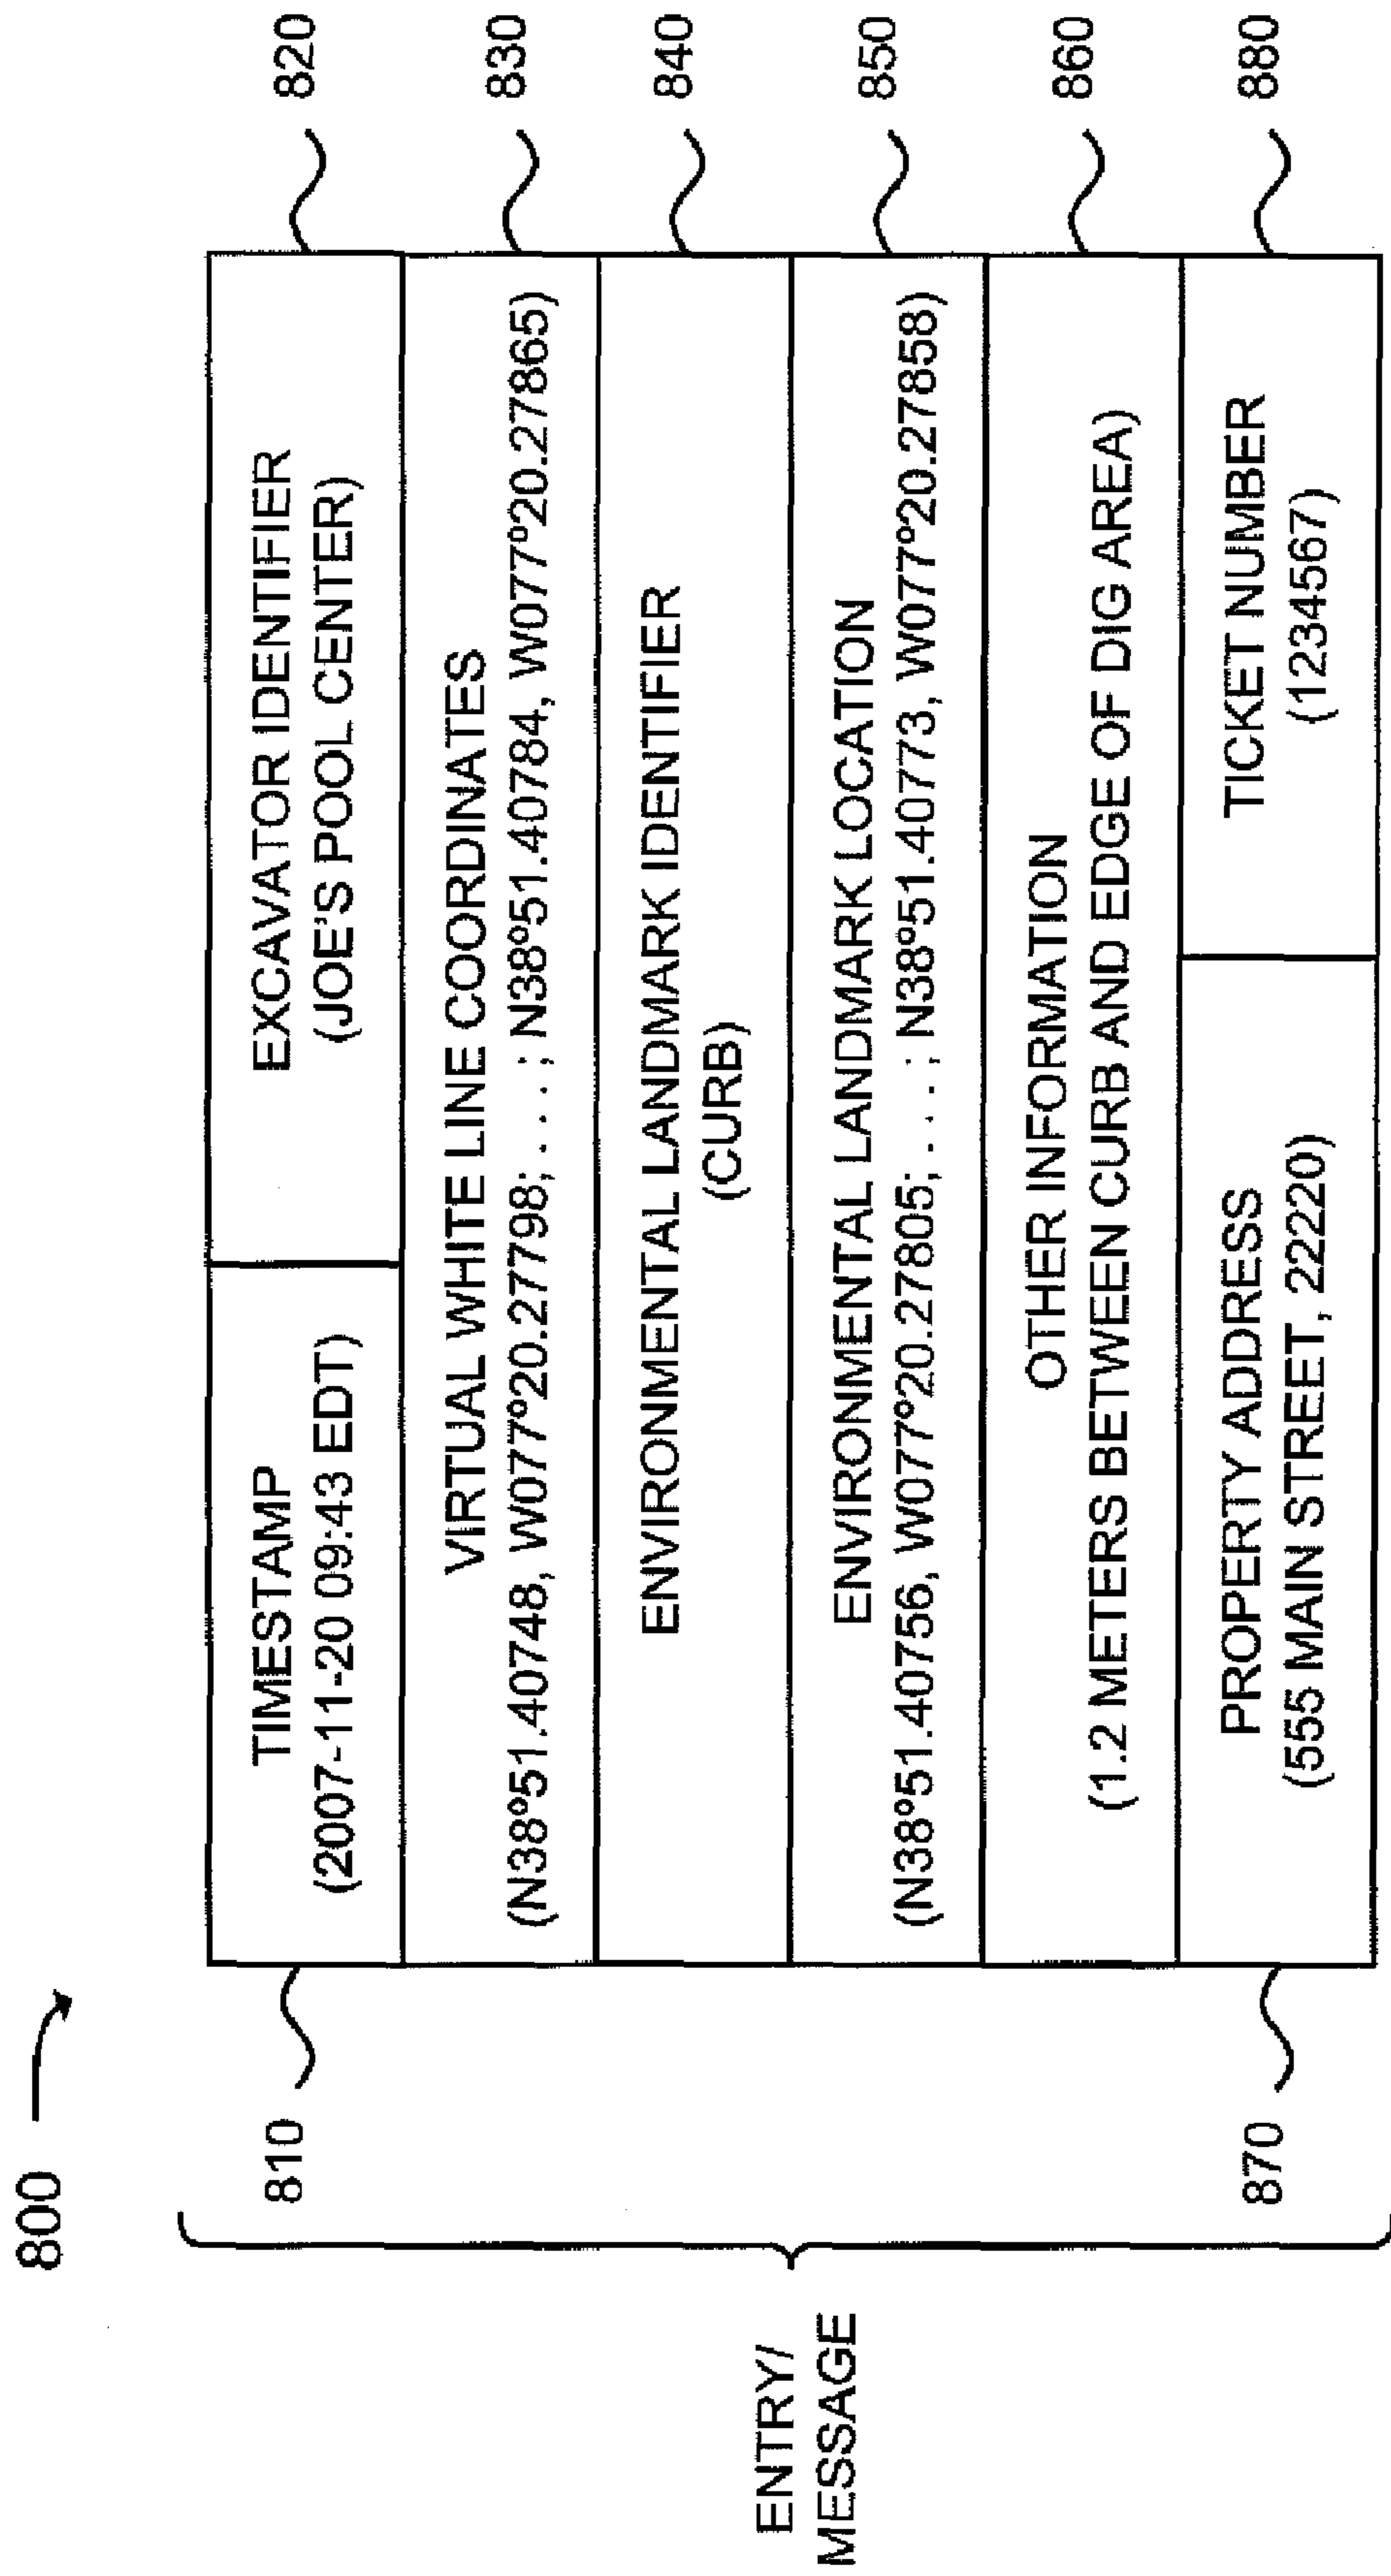 800
ENTRY/
MESSAGE
810
TIMESTAMP
(2007-11-20 09:43 EDT)
EXCAVATOR IDENTIFIER
(JOE'S POOL CENTER)
820
VIRTUAL WHITE LINE COORDINATES
(N38°51.40748, W077°20.27798; . . . ; N38°51.40784, W077°20.27865)
830
ENVIRONMENTAL LANDMARK IDENTIFIER
(CURB)
840
ENVIRONMENTAL LANDMARK LOCATION
(N38°51.40756, W077°20.27805; . . . ; N38°51.40773, W077°20.27858)
850
OTHER INFORMATION
(1.2 METERS BETWEEN CURB AND EDGE OF DIG AREA)
860
870
PROPERTY ADDRESS
(555 MAIN STREET, 22220)
TICKET NUMBER
(1234567)
880